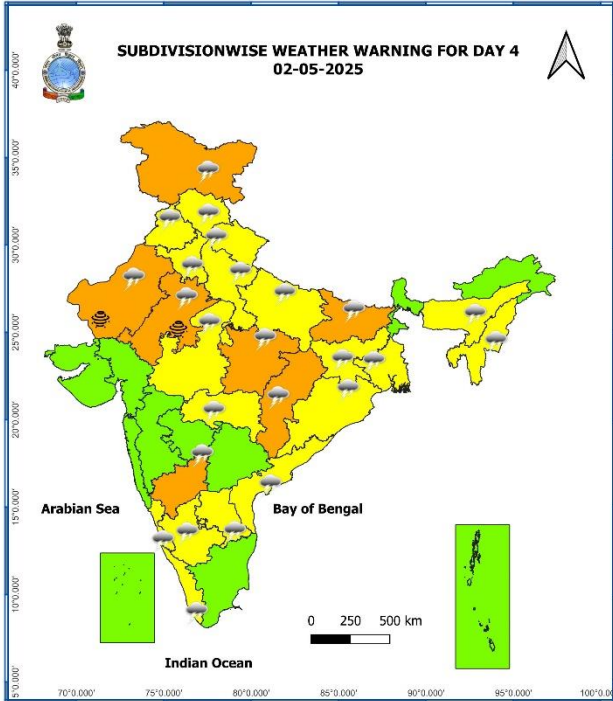 SUBDIVISIONWISE WEATHER WARNING FOR DAY 4
02-05-2025
40°0.000'
35°0.000'
30°0.000'
25°0.000'
20°0.000'
15°0.000'
10°0.000'
5°0.000'
Arabian Sea
Bay of Bengal
0 250 500 km
Indian Ocean
70°0.000' 75°0.000' 80°0.000' 85°0.000' 90°0.000' 95°0.000' 100°0.00